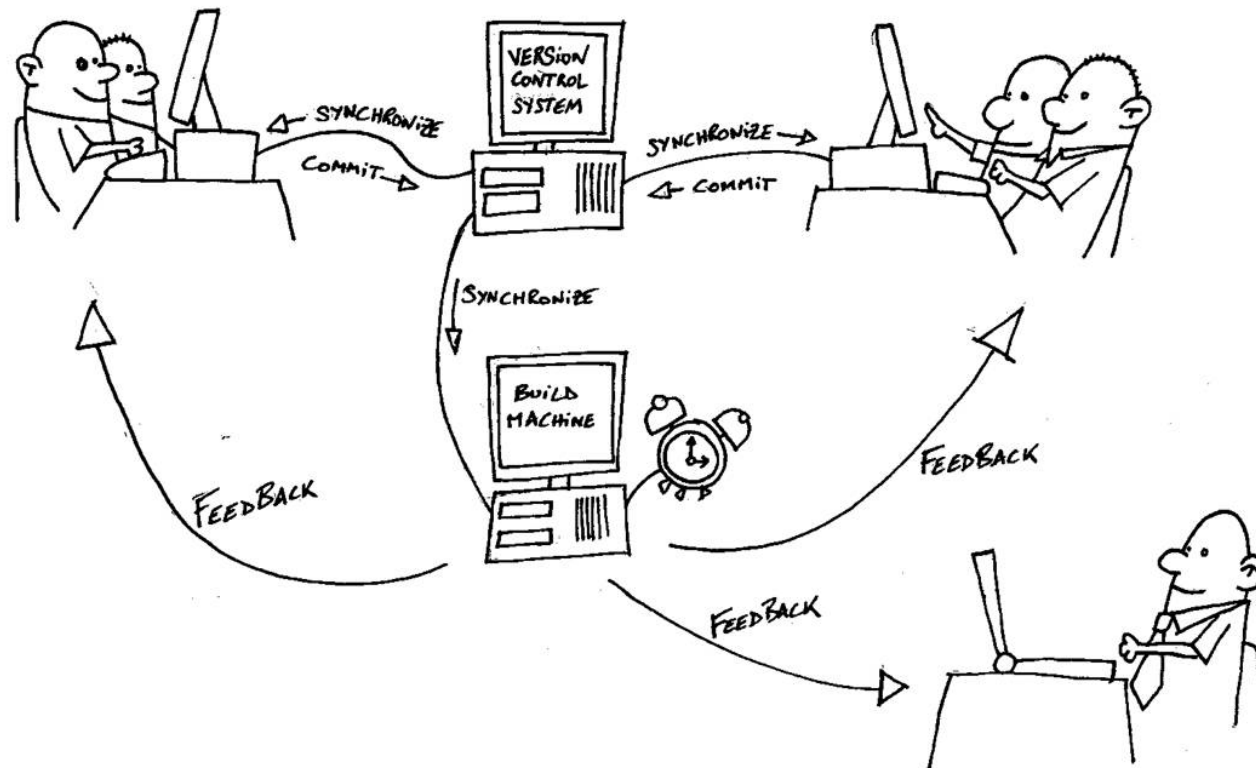 VERSION
CONTROL
SYSTEM
SYNCHRONIZE
COMMIT
SYNCHRONIZE
COMMIT
SYNCHRONIZE
BUILD
MACHINE
FEEDBACK
FEEDBACK
FEEDBACK